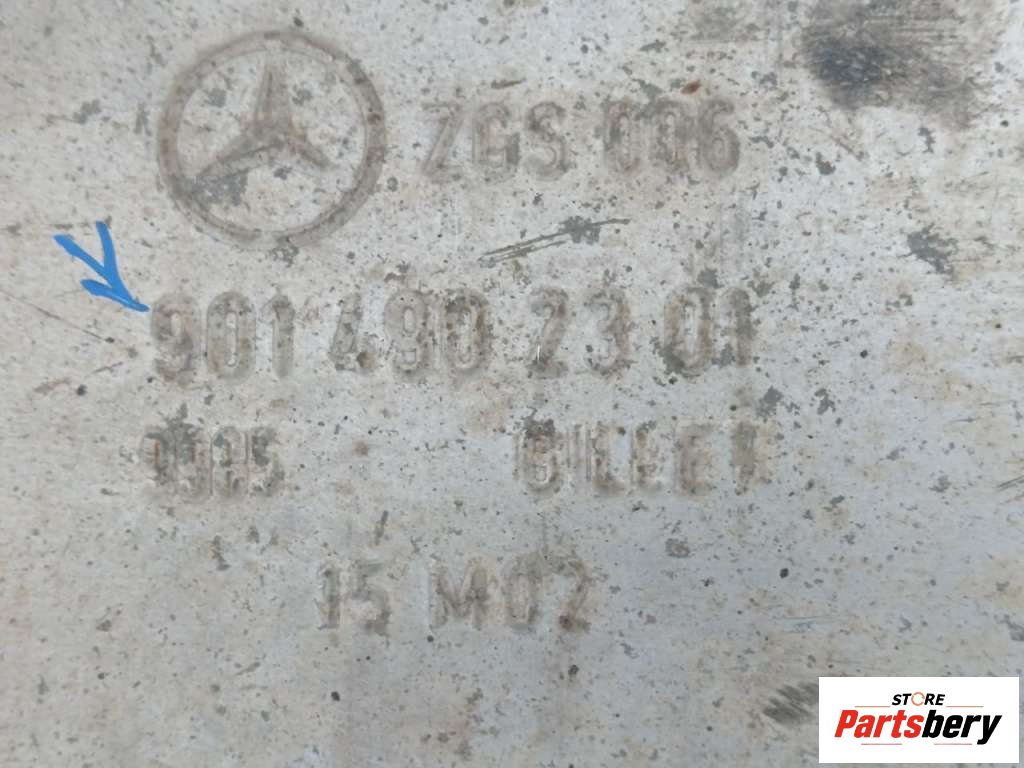 ZGS 006
901 490 23 01
GILLET
15 M02
STORE
Partsbery